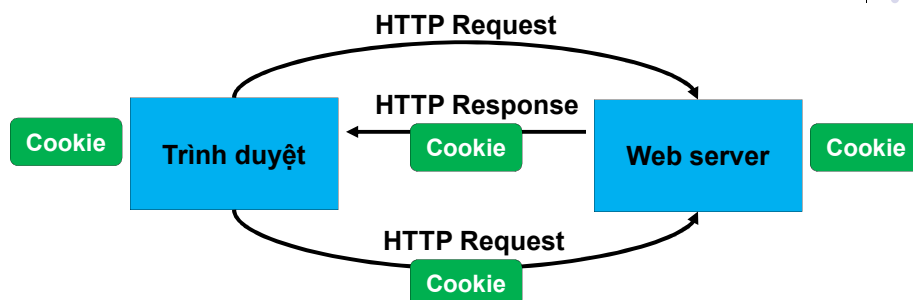 HTTP Request
HTTP Response
Cookie
Trình duyệt
Cookie
Web server
Cookie
HTTP Request
Cookie